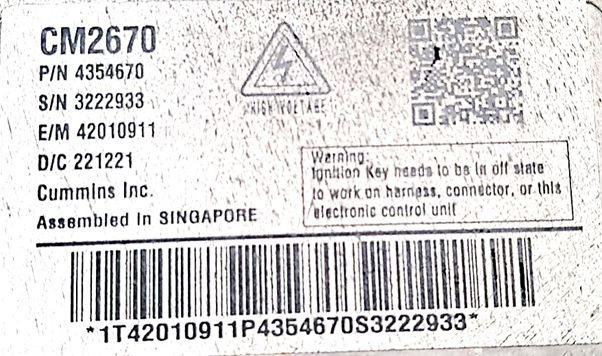 CM2670
P/N 4354670
S/N 3222933
E/M 42010911
D/C 221221
Cummins Inc.
Assembled in SINGAPORE
HIGH VOLTAGE
Warning:
Ignition Key needs to be in off state
to work on harness, connector, or this
electronic control unit
*1T42010911P4354670S3222933*